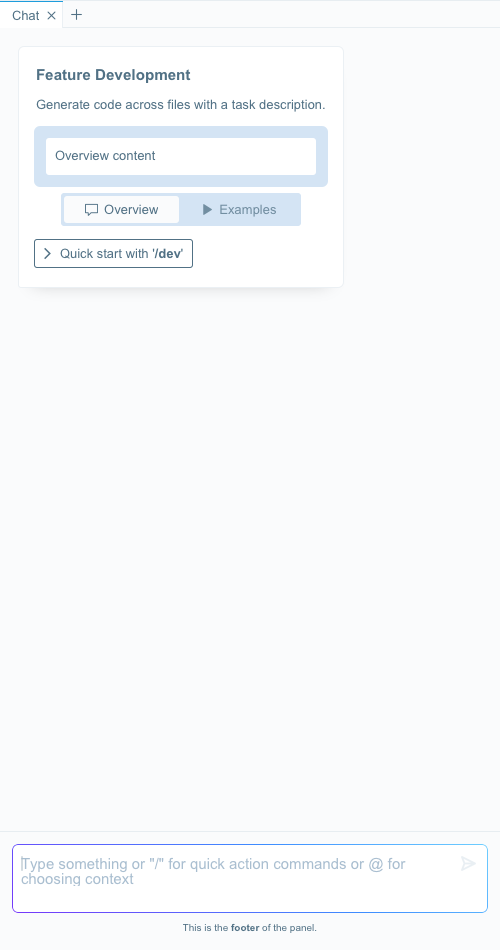 Chat
Feature Development
Generate code across files with a task description.
Overview content
Overview
Examples
Quick start with '/dev'
Type something or "/" for quick action commands or @ for
choosing context
This is the footer of the panel.